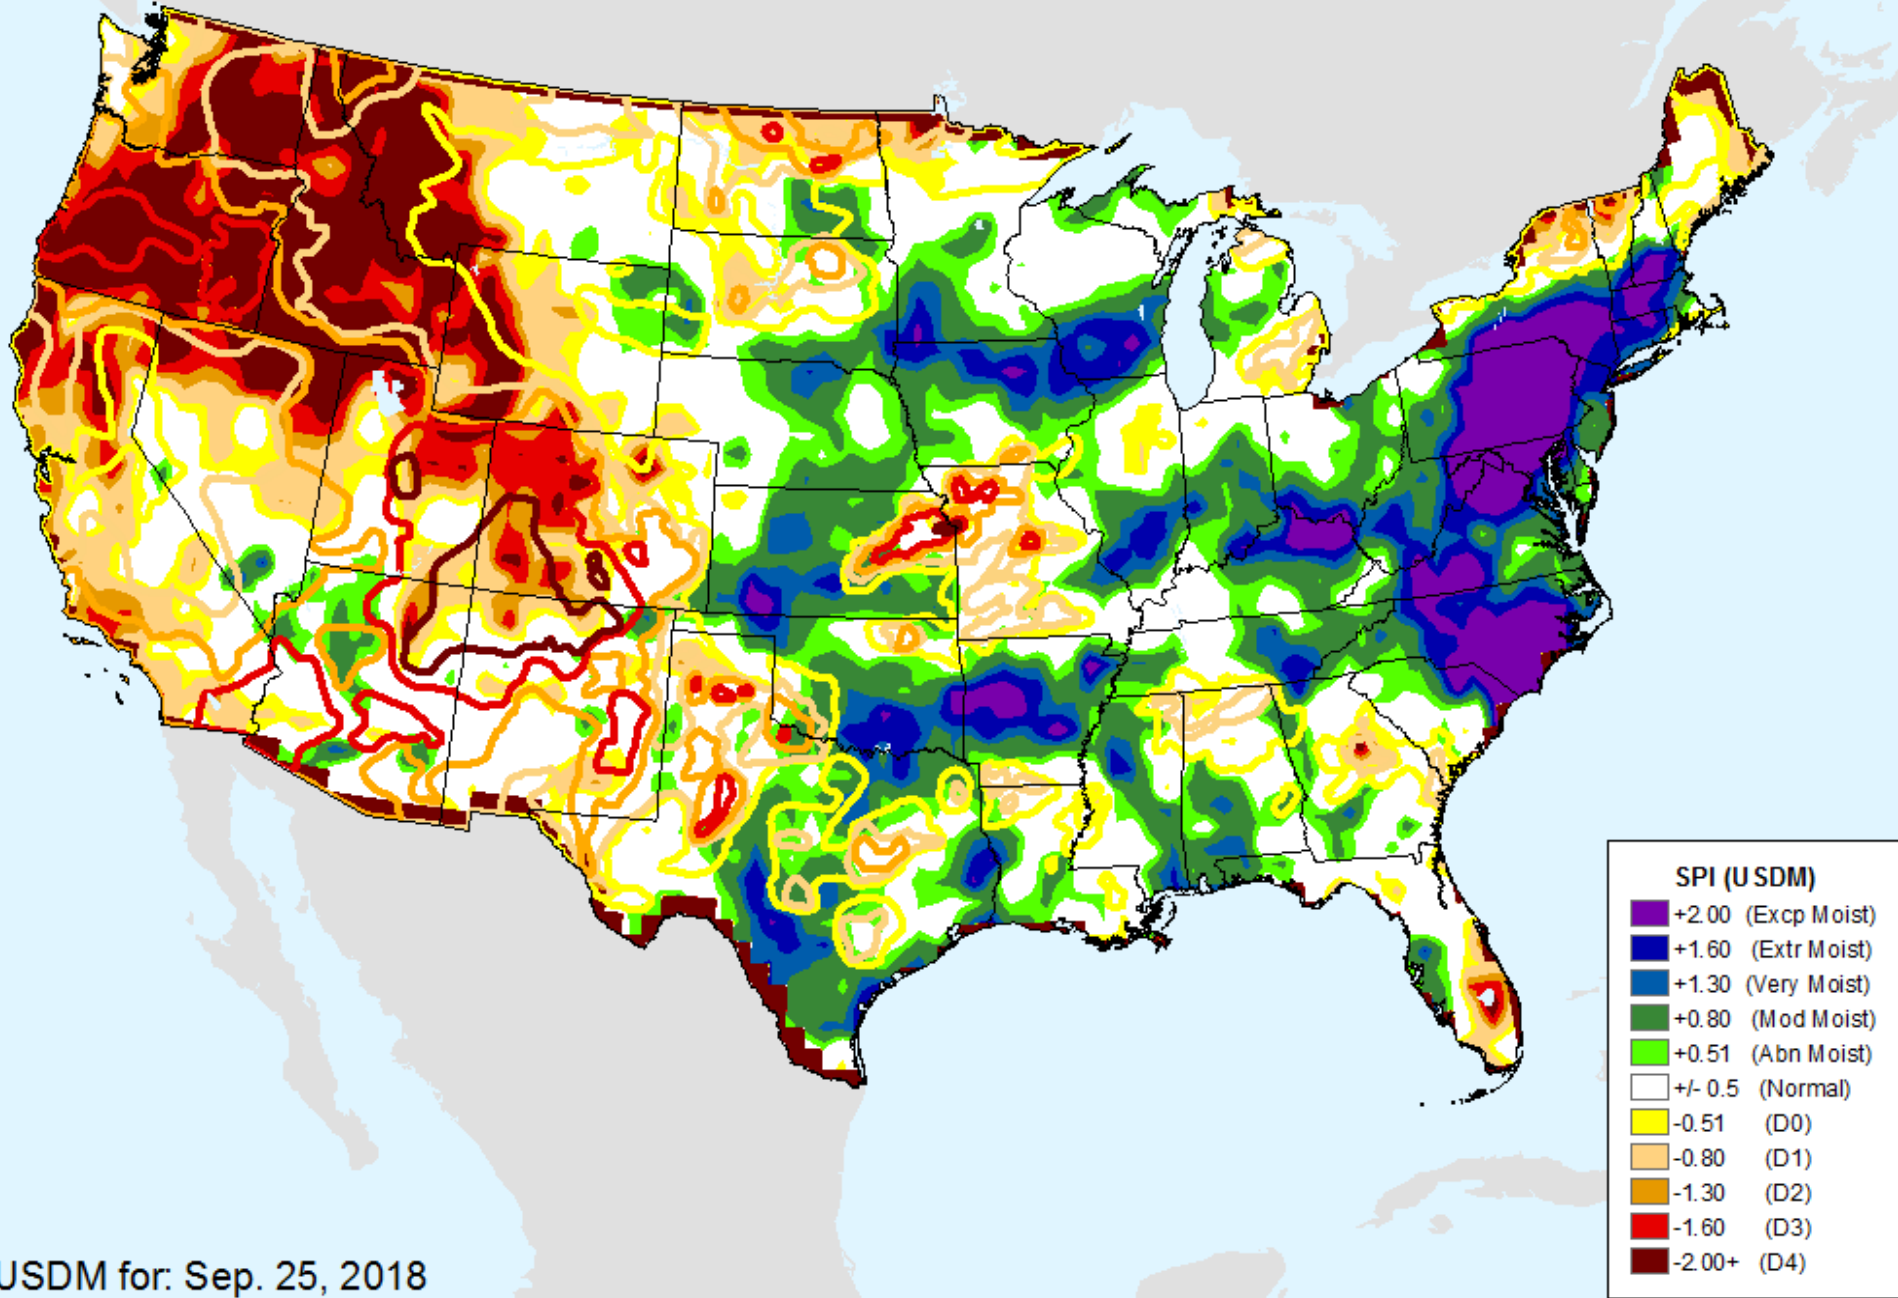 SPI (USDM)
+2.00 (Excp Moist)
+1.60 (Extr Moist)
+1.30 (Very Moist)
+0.80 (Mod Moist)
+0.51 (Abn Moist)
+/- 0.5 (Normal)
-0.51 (D0)
-0.80 (D1)
-1.30 (D2)
-1.60 (D3)
-2.00+ (D4)
USDM for: Sep. 25, 2018